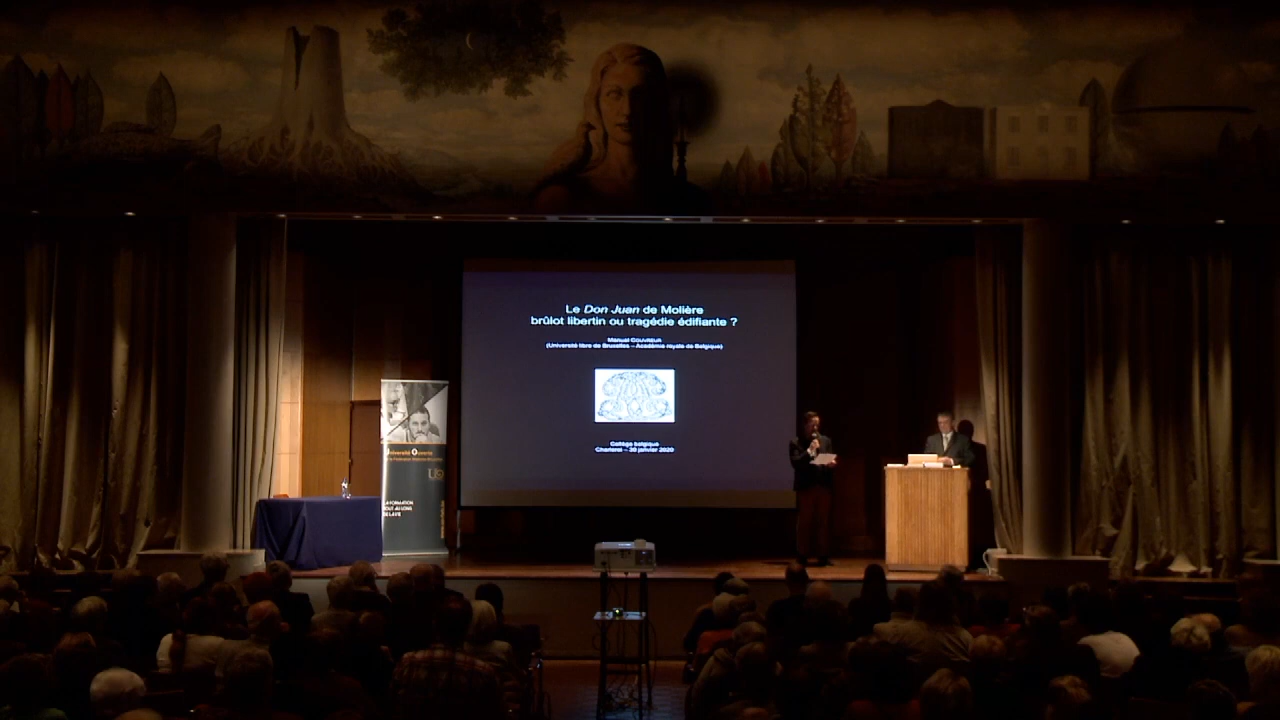 Le Don Juan de Molière
brûlot libertin ou tragédie édifiante ?
Manuel COUVREUR
(Université libre de Bruxelles – Académie royale de Belgique)
Collège belgique
Charleroi – 30 janvier 2020
Université Ouverte
LA FORMATION
TOUT AU LONG
DE LA VIE